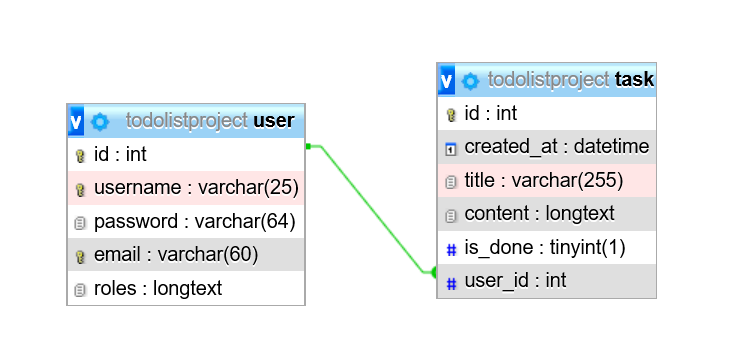 v todolistproject user
id : int
username : varchar(25)
password : varchar(64)
email : varchar(60)
roles : longtext
v todolistproject task
id : int
created_at : datetime
title : varchar(255)
content : longtext
# is_done : tinyint(1)
# user_id : int